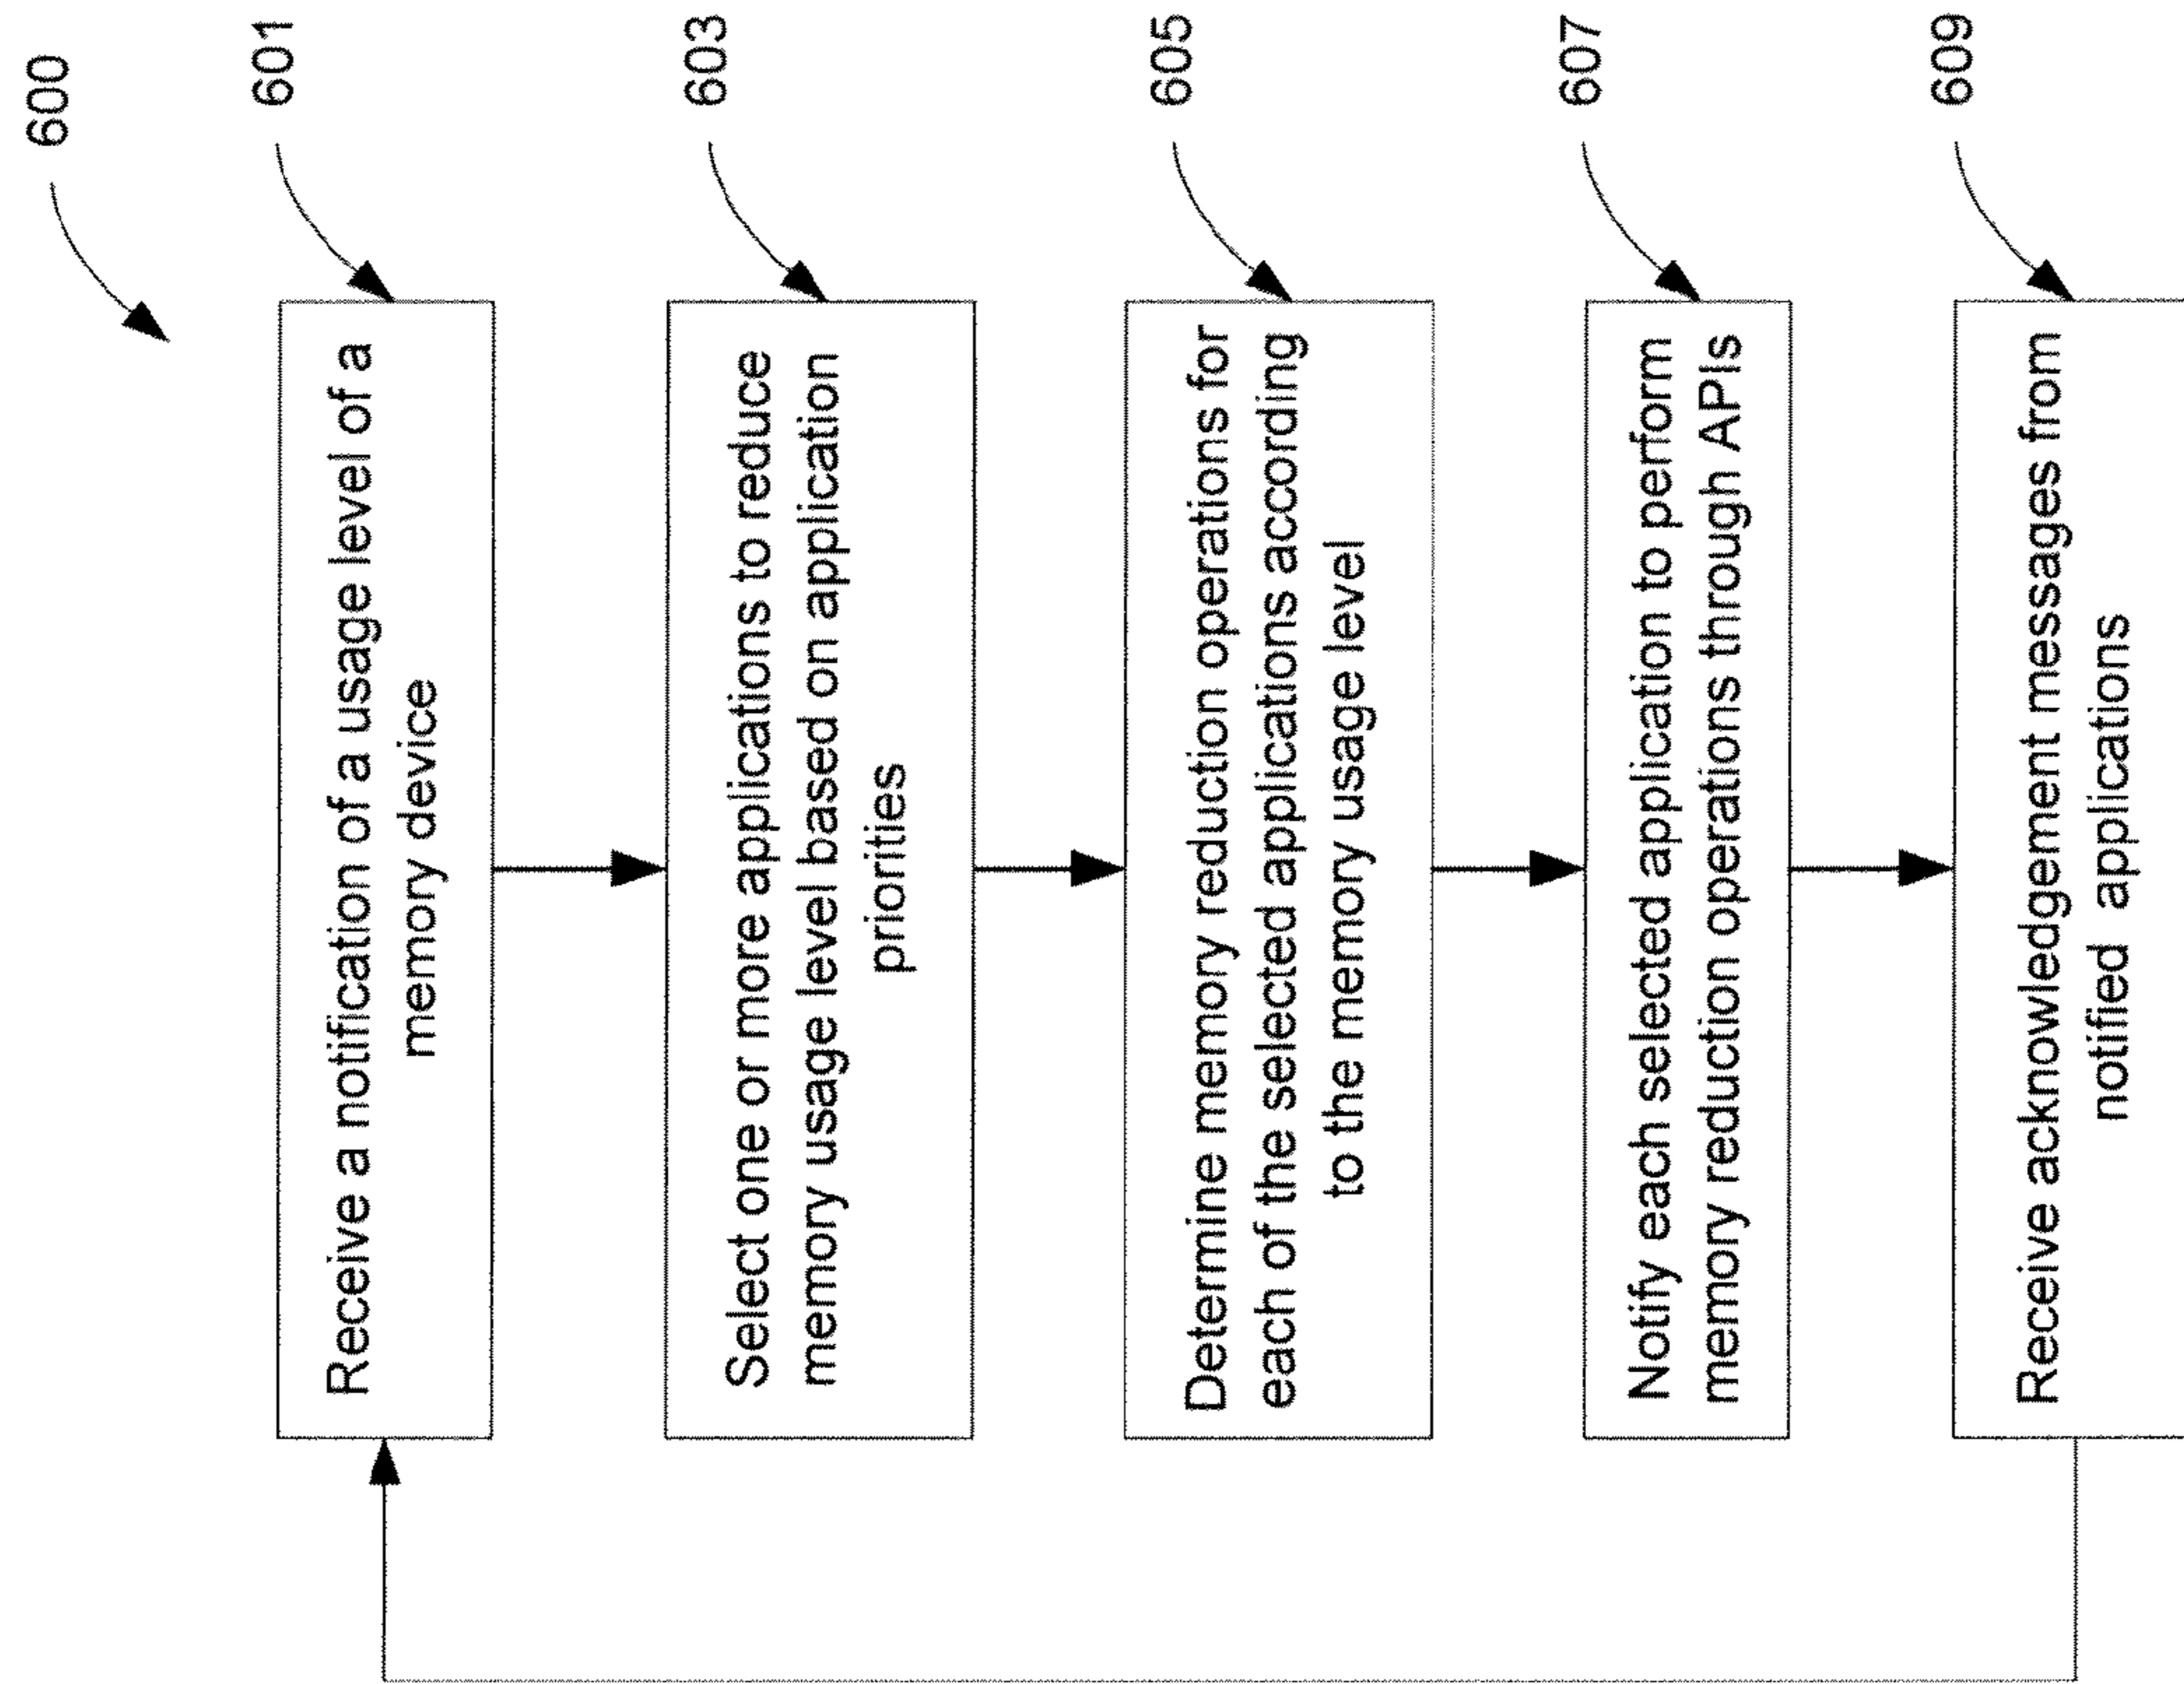 600
601
Receive a notification of a usage level of a
memory device
603
Select one or more applications to reduce
memory usage level based on application
priorities
605
Determine memory reduction operations for
each of the selected applications according
to the memory usage level
607
Notify each selected application to perform
memory reduction operations through APIs
609
Receive acknowledgement messages from
notified applications